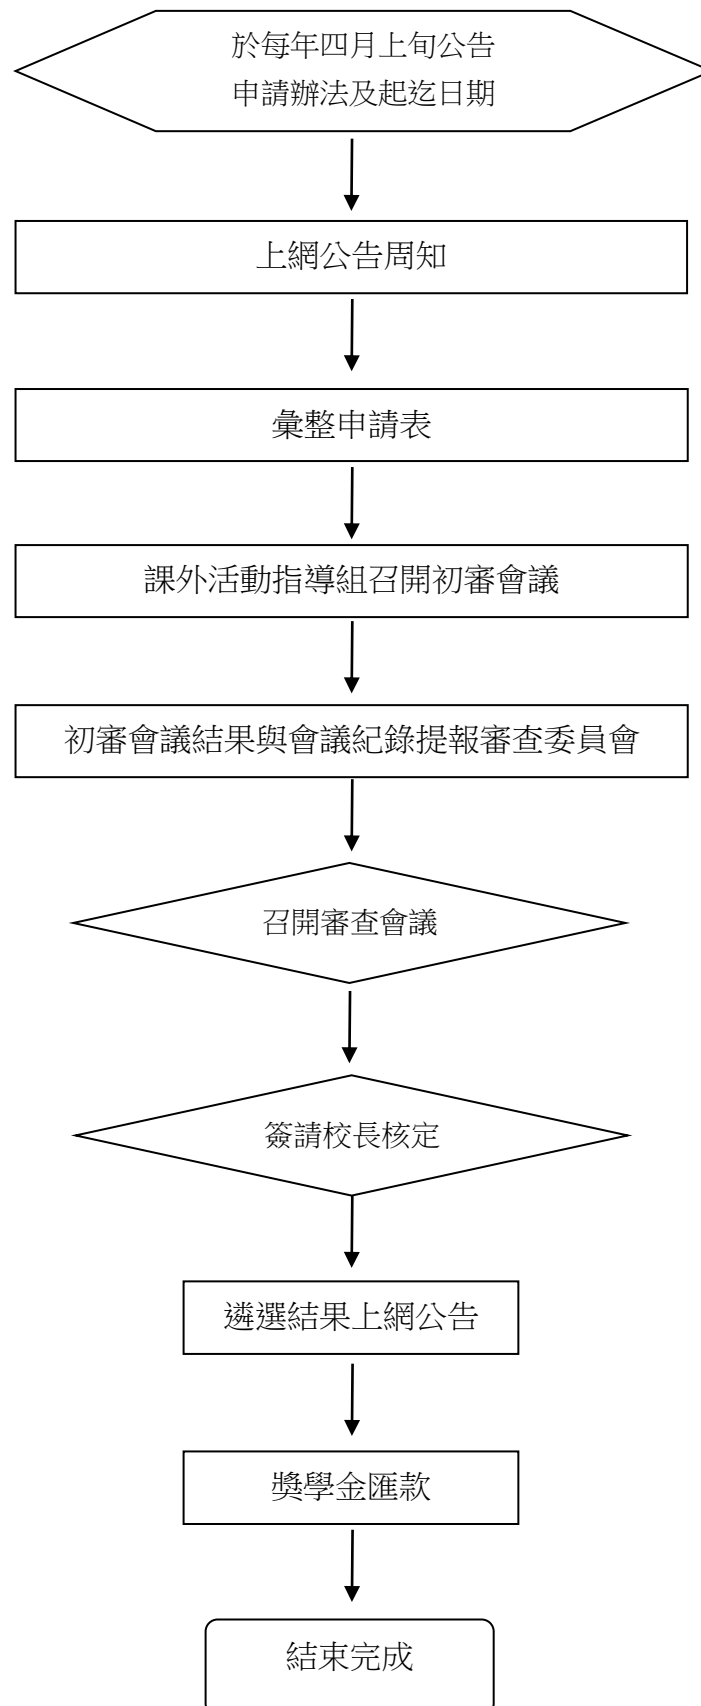 於每年四月上旬公告
申請辦法及起迄日期
上網公告周知
彙整申請表
課外活動指導組召開初審會議
初審會議結果與會議紀錄提報審查委員會
召開審查會議
簽請校長核定
遴選結果上網公告
獎學金匯款
結束完成